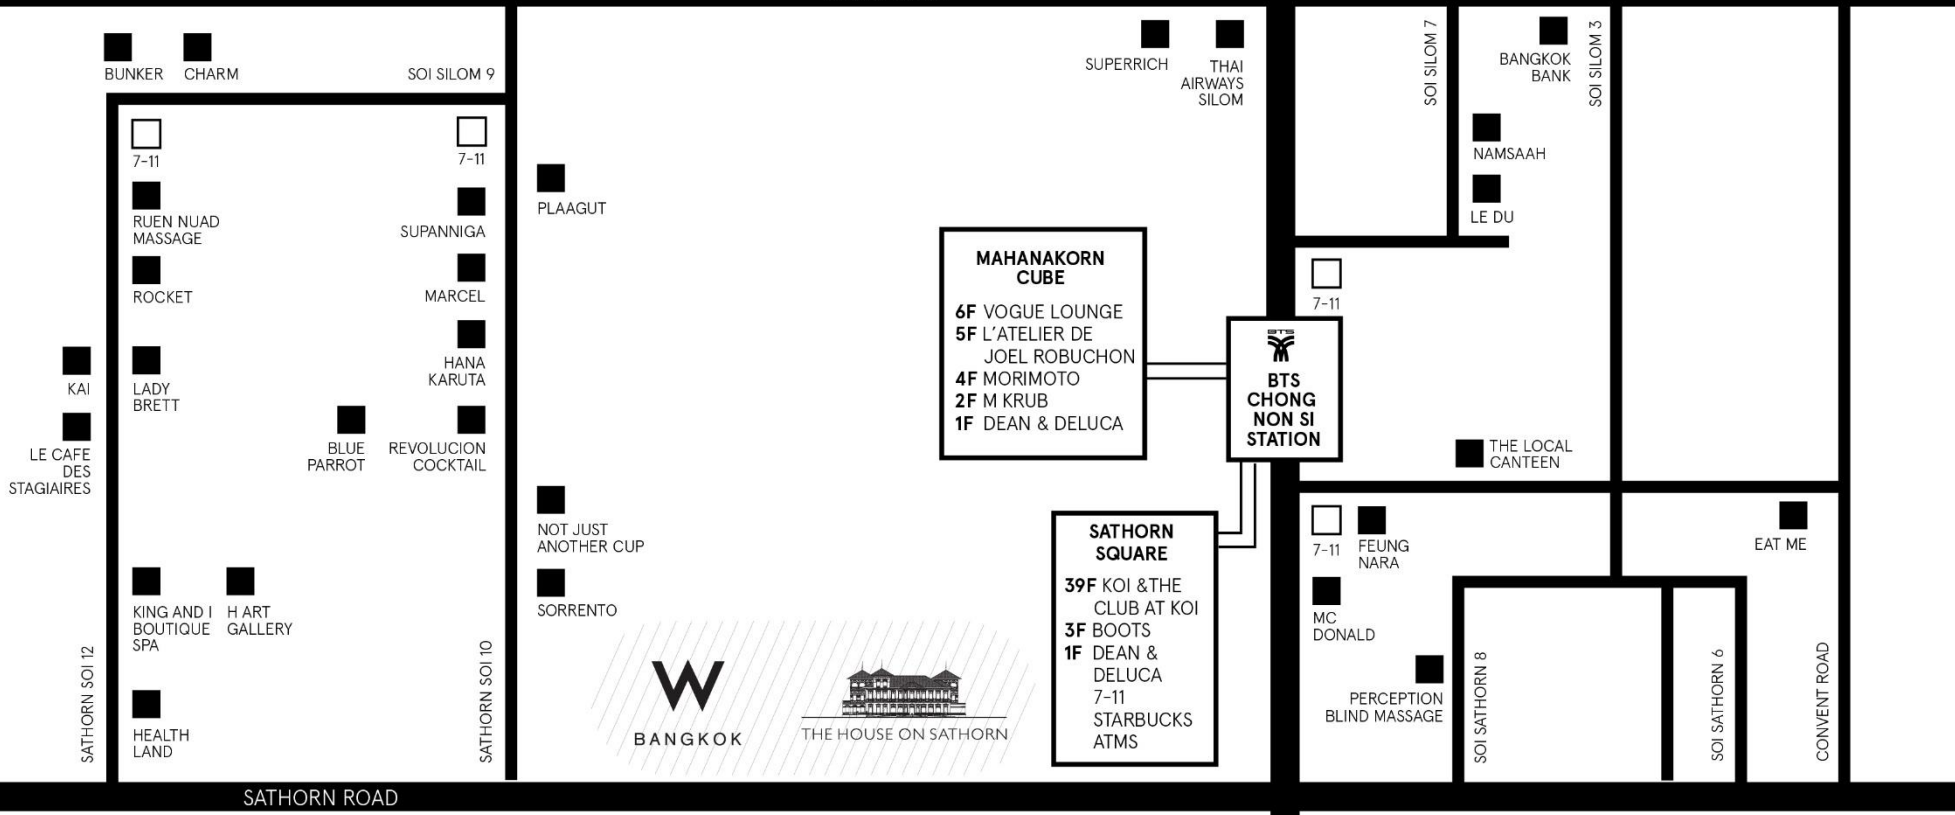 BUNKER
CHARM
SOI SILOM 9
7-11
7-11
RUEN NUAD
MASSAGE
SUPANNIGA
ROCKET
MARCEL
KAI
LADY
BRETT
HANA
KARUTA
LE CAFE
DES
STAGIAIRES
BLUE
PARROT
REVOLUCION
COCKTAIL
KING AND I
BOUTIQUE
SPA
H ART
GALLERY
HEALTH
LAND
SATHORN SOI 12
SATHORN SOI 10
PLAAGUT
NOT JUST
ANOTHER CUP
SORRENTO
W
BANGKOK
THE HOUSE ON SATHORN
SUPERRICH
THAI
AIRWAYS
SILOM
MAHANAKORN
CUBE
6F VOGUE LOUNGE
5F L'ATELIER DE
JOEL ROBUCHON
4F MORIMOTO
2F M KRUB
1F DEAN & DELUCA
BTS
BTS
CHONG
NON SI
STATION
SATHORN
SQUARE
39F KOI &THE
CLUB AT KOI
3F BOOTS
1F DEAN &
DELUCA
7-11
STARBUCKS
ATMS
SOI SILOM 7
BANGKOK
BANK
SOI SILOM 3
NAMSAAH
LE DU
7-11
THE LOCAL
CANTEEN
7-11
FEUNG
NARA
EAT ME
MC
DONALD
PERCEPTION
BLIND MASSAGE
SOI SATHORN 8
SOI SATHORN 6
CONVENT ROAD
SATHORN ROAD